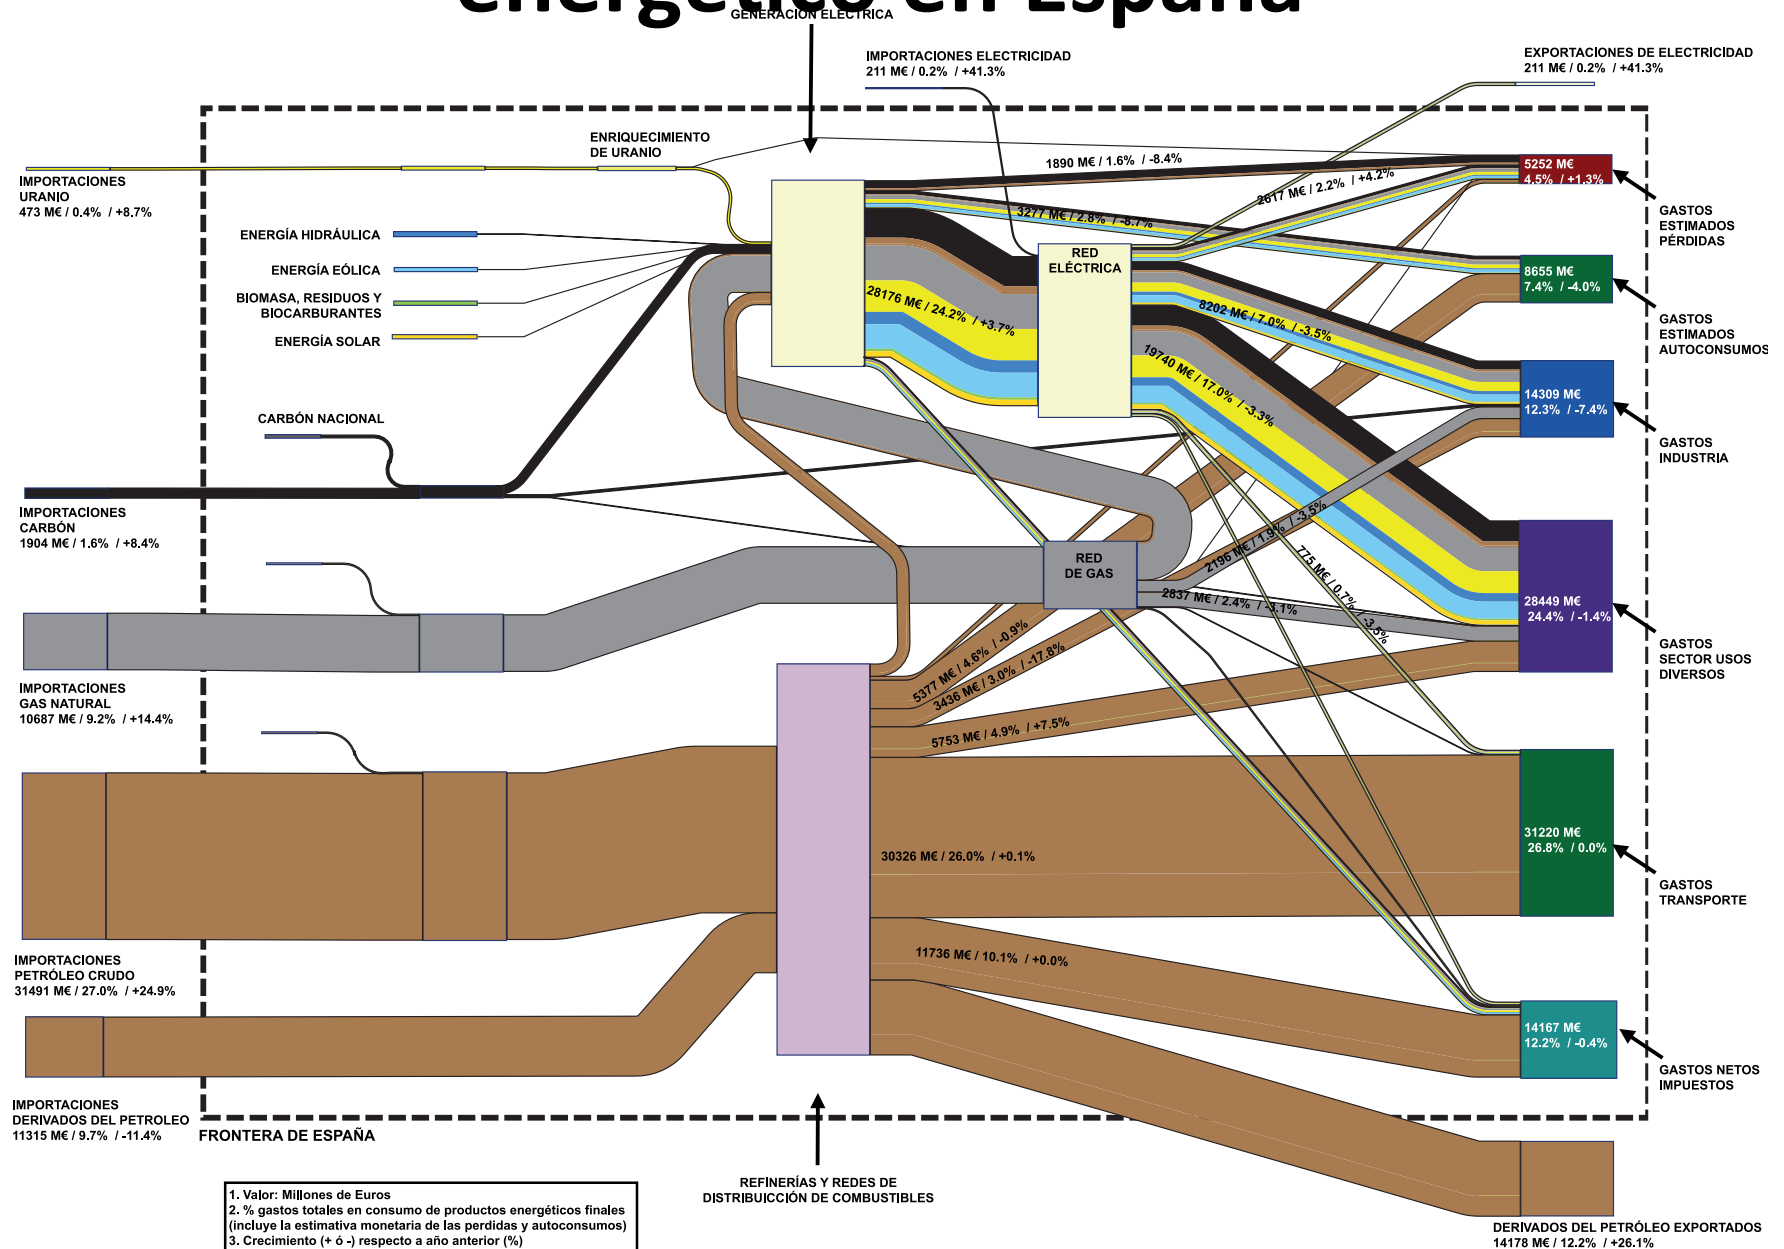 energético en España
GENERACIÓN ELÉCTRICA
IMPORTACIONES ELECTRICIDAD
211 M€ / 0.2% / +41.3%
EXPORTACIONES DE ELECTRICIDAD
211 M€ / 0.2% / +41.3%
ENRIQUECIMIENTO
DE URANIO
IMPORTACIONES
URANIO
473 M€ / 0.4% / +8.7%
1890 M€ / 1.6% / -8.4%
2617 M€ / 2.2% / +4.2%
3277 M€ / 2.8% / -8.7%
5252 M€
4.5% / +1.3%
GASTOS
ESTIMADOS
PÉRDIDAS
ENERGÍA HIDRÁULICA
ENERGÍA EÓLICA
BIOMASA, RESIDUOS Y
BIOCARBURANTES
ENERGÍA SOLAR
RED
ELÉCTRICA
28176 M€ / 24.2% / +3.7%
8202 M€ / 7.0% / -3.5%
19740 M€ / 17.0% / -3.3%
8655 M€
7.4% / -4.0%
GASTOS
ESTIMADOS
AUTOCONSUMOS
CARBÓN NACIONAL
14309 M€
12.3% / -7.4%
GASTOS
INDUSTRIA
IMPORTACIONES
CARBÓN
1904 M€ / 1.6% / +8.4%
RED
DE GAS
2196 M€ / 1.9% / -3.5%
775 M€ / 0.7% / -3.3%
2837 M€ / 2.4% / -3.1%
28449 M€
24.4% / -1.4%
GASTOS
SECTOR USOS
DIVERSOS
IMPORTACIONES
GAS NATURAL
10687 M€ / 9.2% / +14.4%
5377 M€ / 4.6% / -0.9%
3436 M€ / 3.0% / -17.8%
5753 M€ / 4.9% / +7.5%
30326 M€ / 26.0% / +0.1%
31220 M€
26.8% / 0.0%
GASTOS
TRANSPORTE
IMPORTACIONES
PETRÓLEO CRUDO
31491 M€ / 27.0% / +24.9%
11736 M€ / 10.1% / +0.0%
14167 M€
12.2% / -0.4%
GASTOS NETOS
IMPUESTOS
IMPORTACIONES
DERIVADOS DEL PETROLEO
11315 M€ / 9.7% / -11.4%
FRONTERA DE ESPAÑA
REFINERÍAS Y REDES DE
DISTRIBUICCIÓN DE COMBUSTIBLES
1. Valor: Millones de Euros
2. % gastos totales en consumo de productos energéticos finales
(incluye la estimativa monetaria de las perdidas y autoconsumos)
3. Crecimiento (+ ó -) respecto a año anterior (%)
DERIVADOS DEL PETRÓLEO EXPORTADOS
14178 M€ / 12.2% / +26.1%